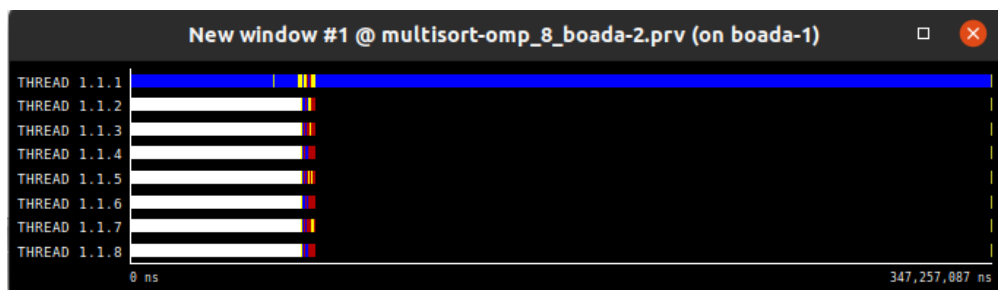 New window #1 @ multisort-omp_8_boada-2.prv (on boada-1)
THREAD 1.1.1
THREAD 1.1.2
THREAD 1.1.3
THREAD 1.1.4
THREAD 1.1.5
THREAD 1.1.6
THREAD 1.1.7
THREAD 1.1.8
0 ns 347,257,087 ns